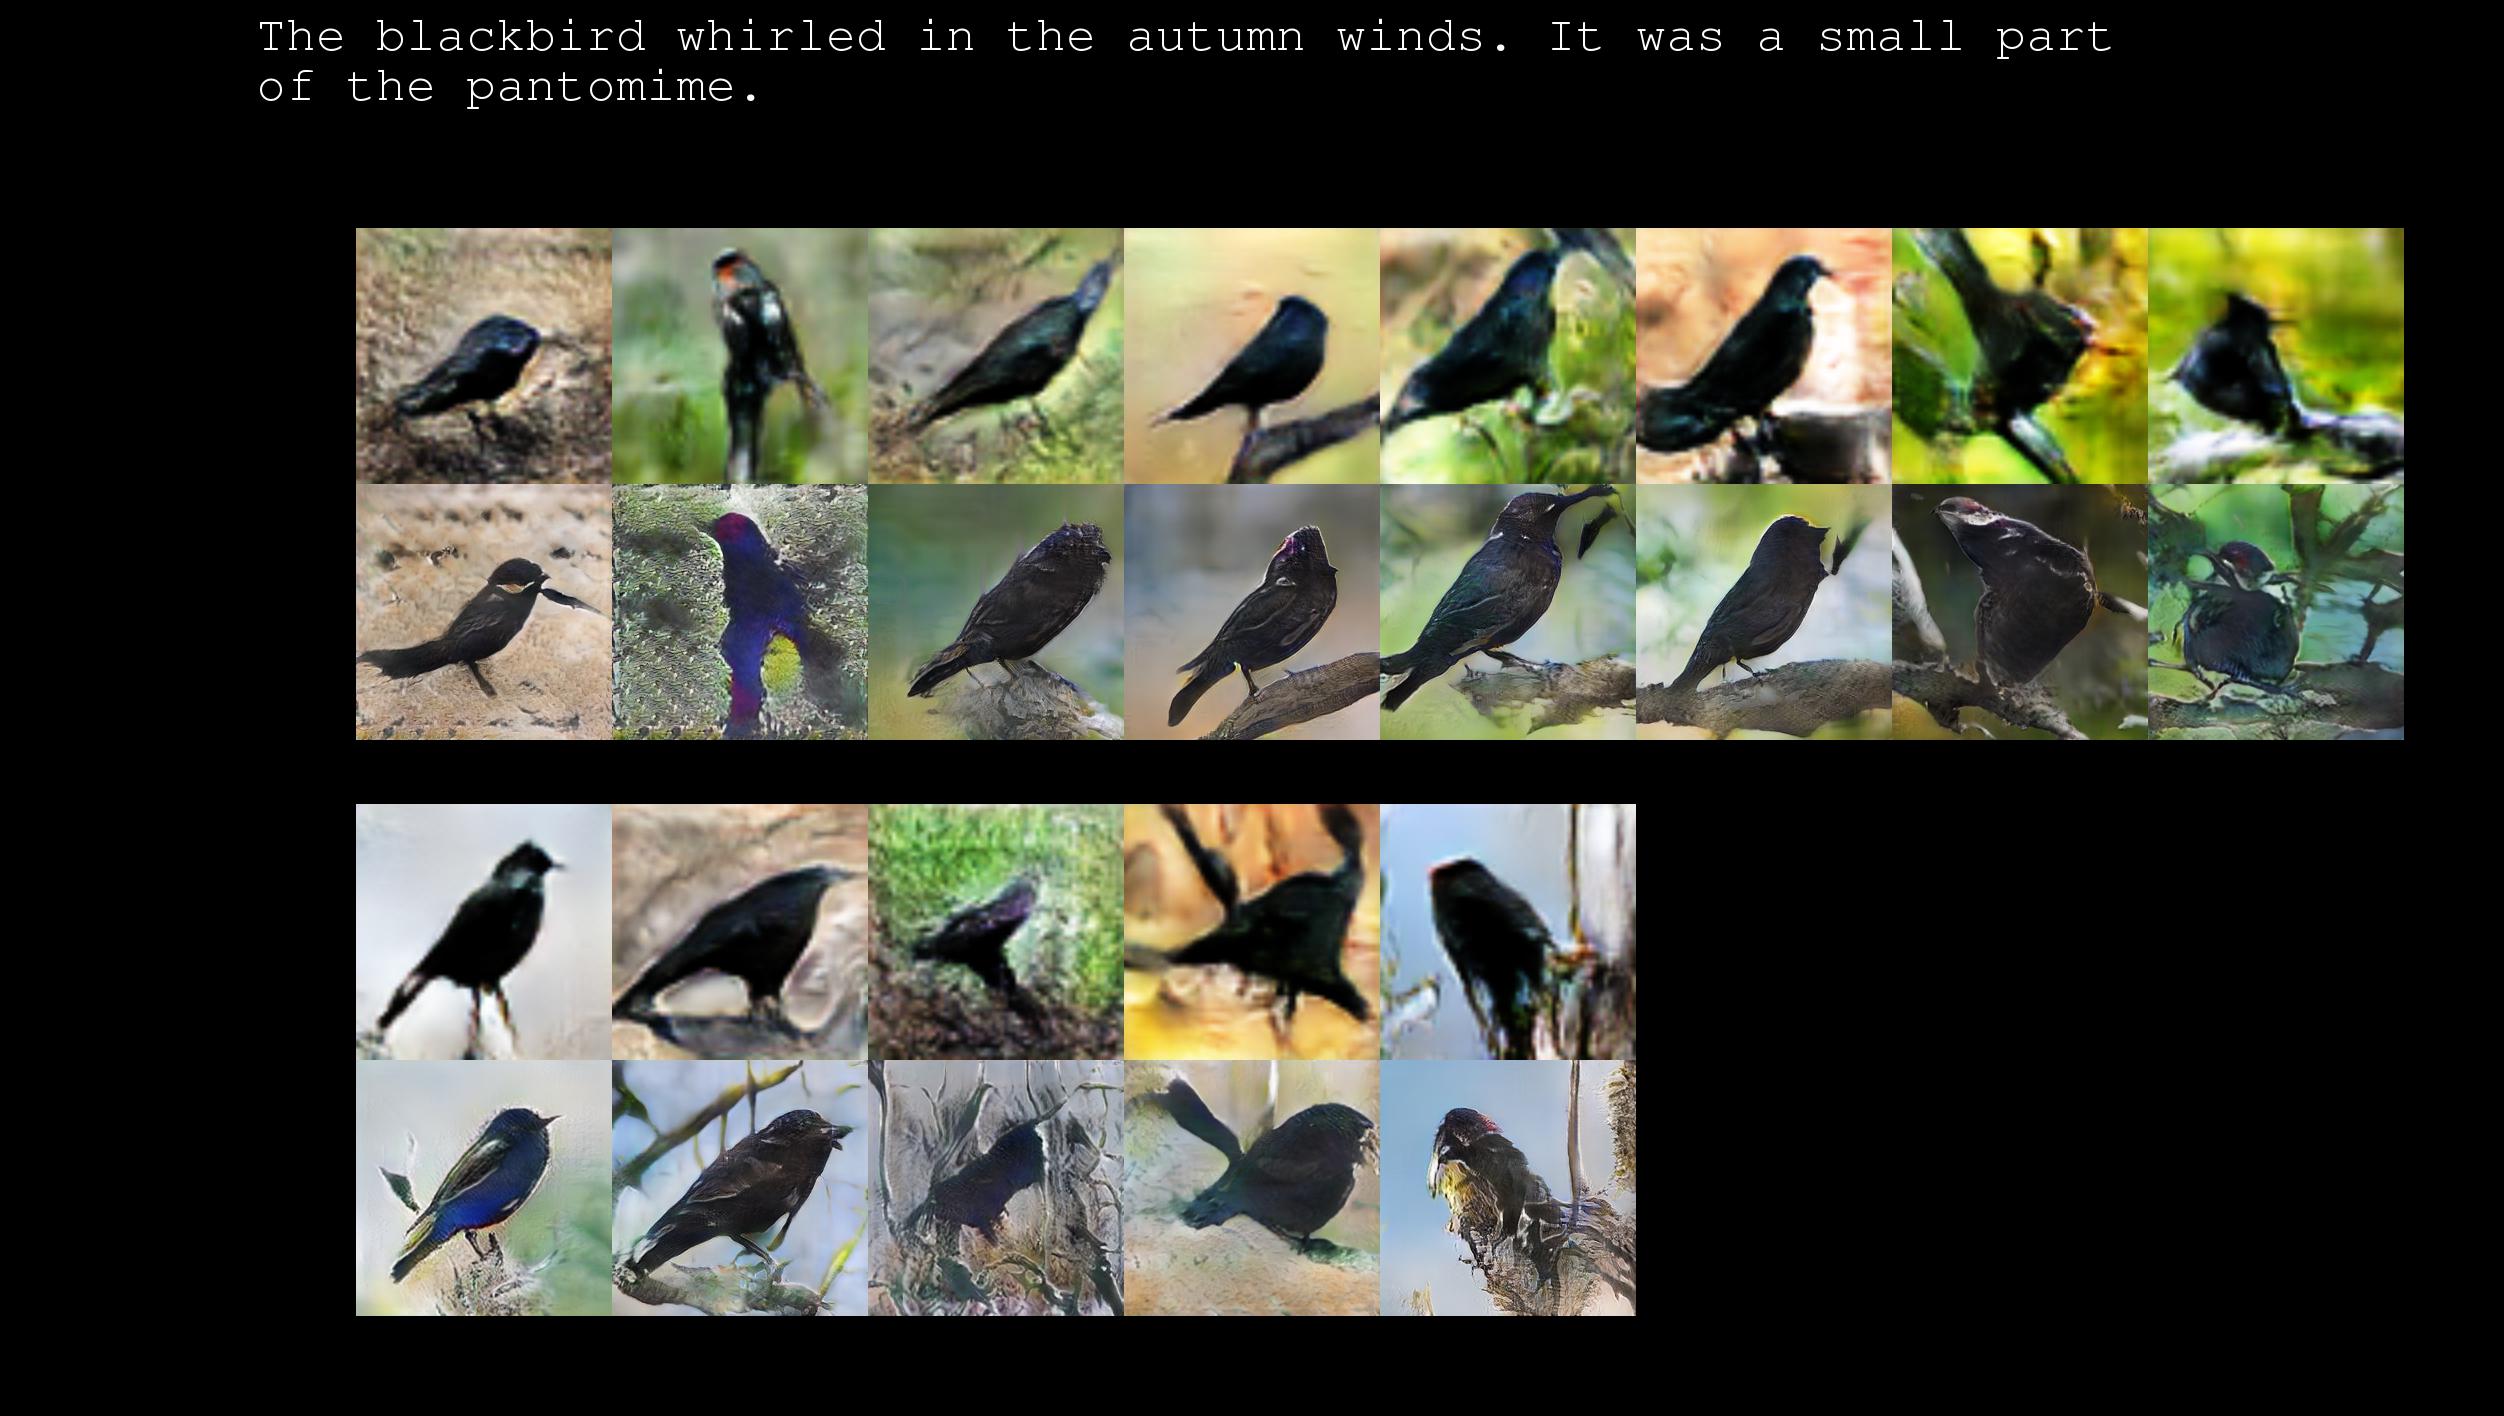 The blackbird whirled in the autumn winds. It was a small part
of the pantomime.